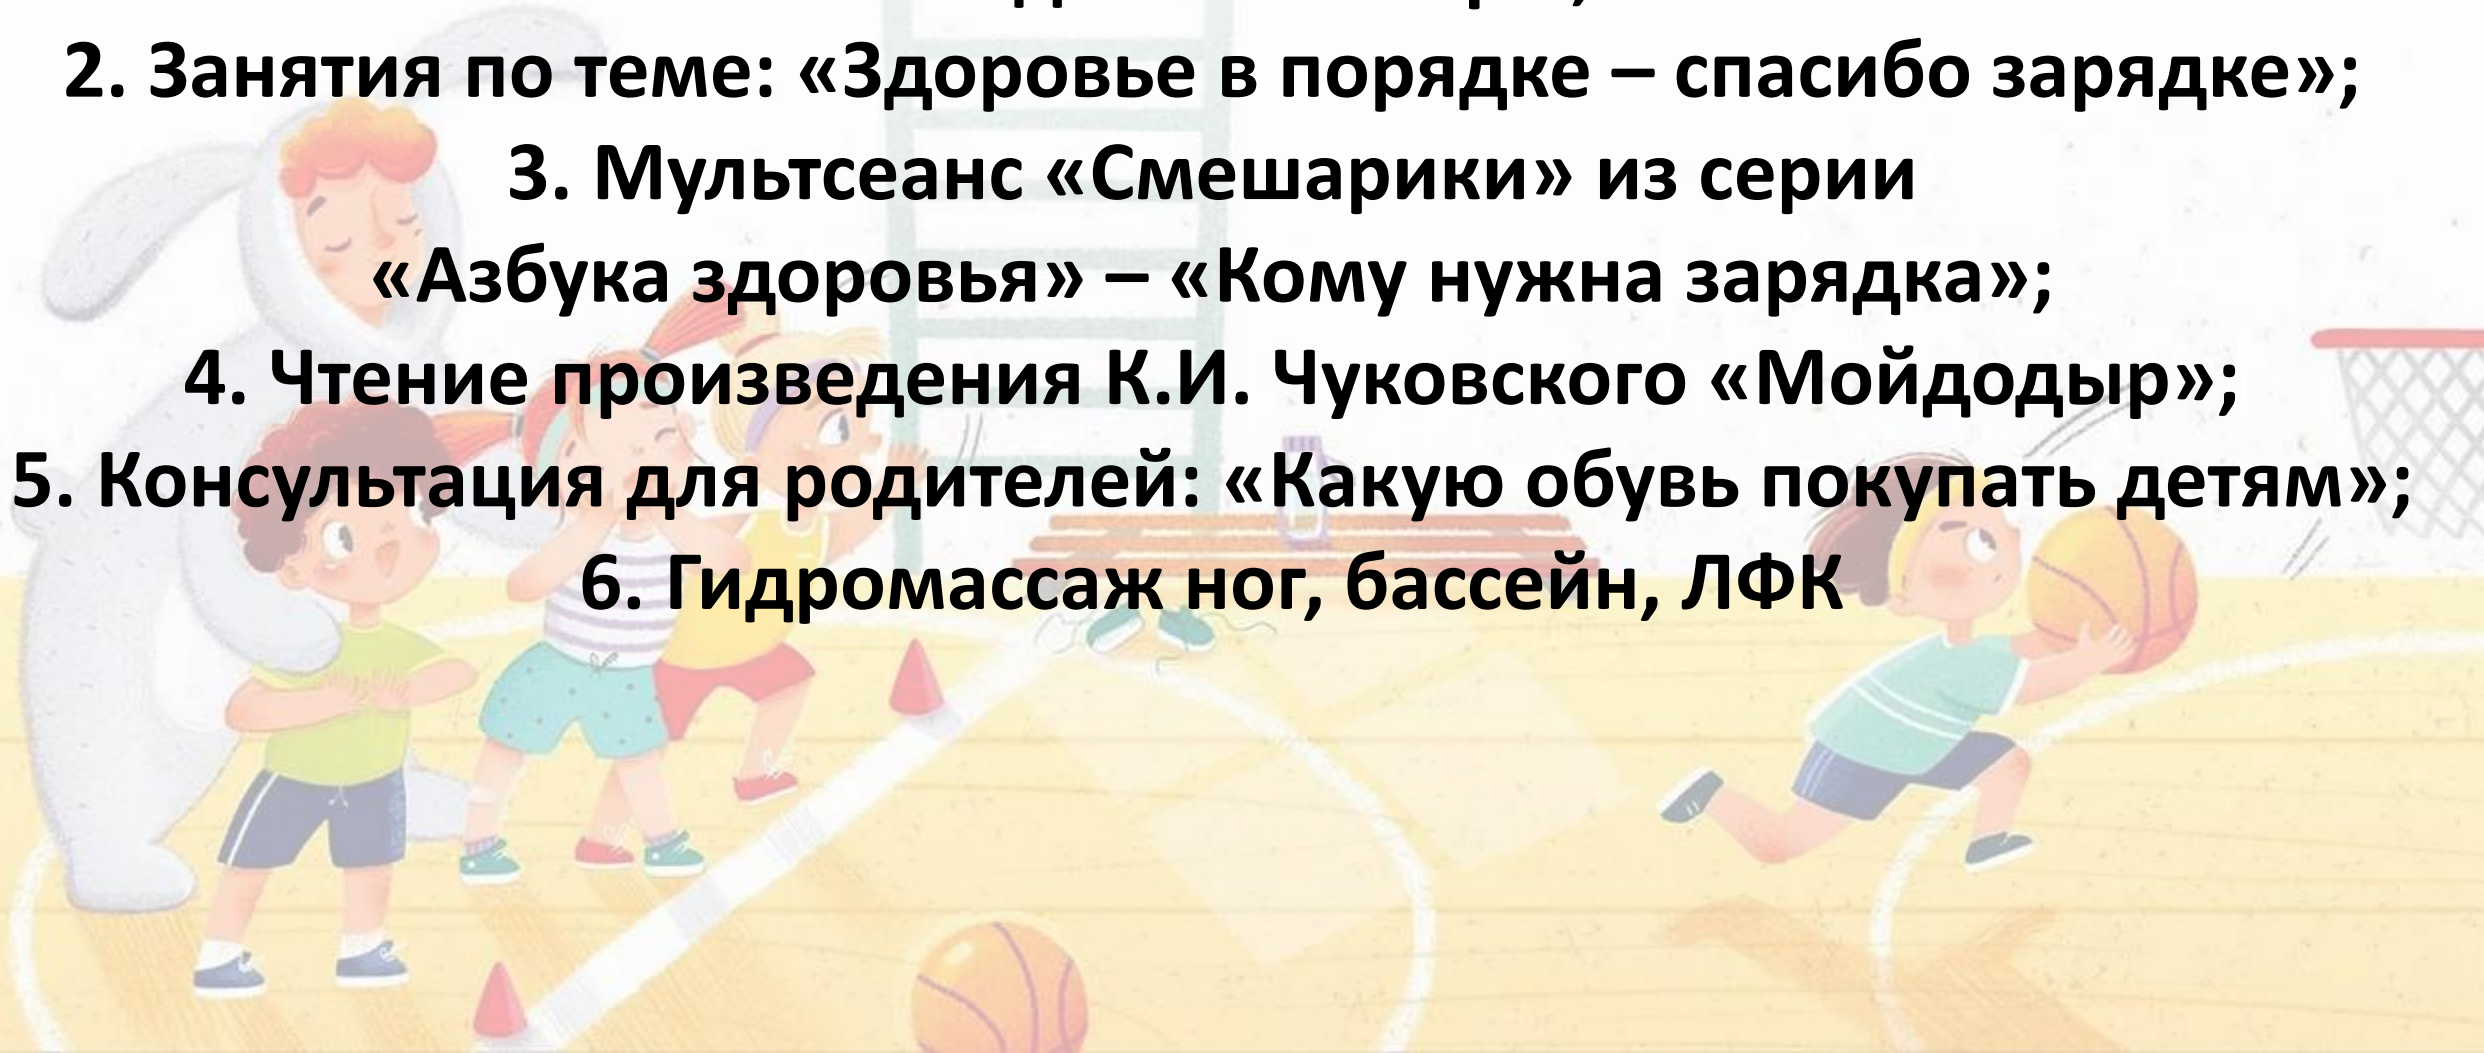 2. Занятия по теме: «Здоровье в порядке – спасибо зарядке»;
3. Мультсеанс «Смешарики» из серии
«Азбука здоровья» – «Кому нужна зарядка»;
4. Чтение произведения К.И. Чуковского «Мойдодыр»;
5. Консультация для родителей: «Какую обувь покупать детям»;
6. Гидромассаж ног, бассейн, ЛФК